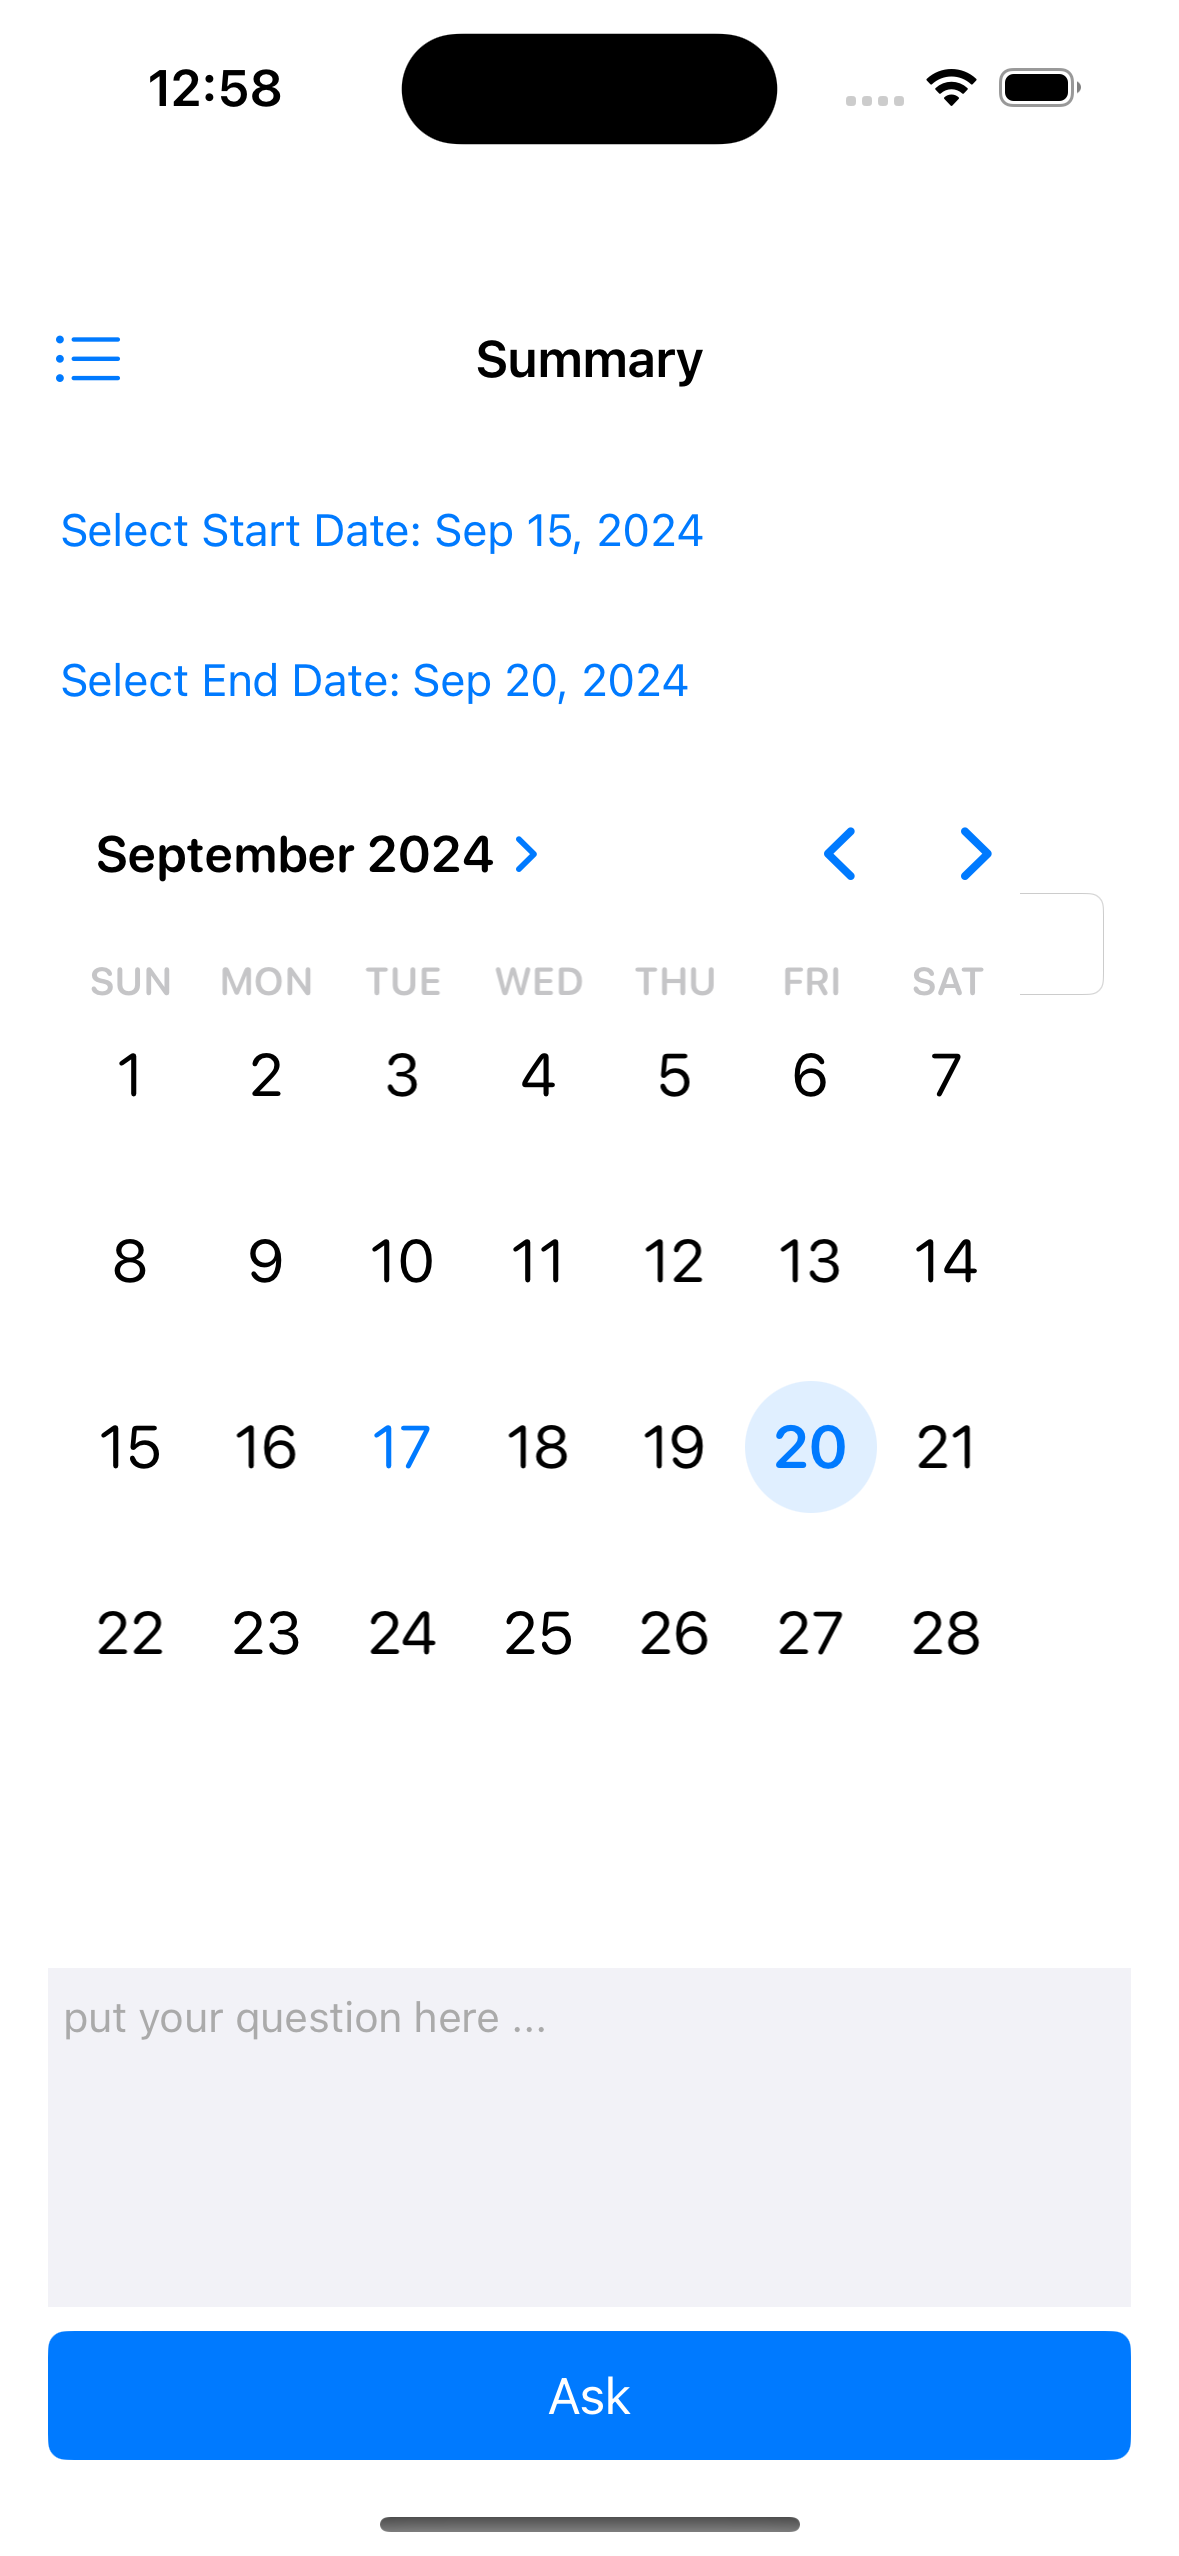 12:58
Summary
Select Start Date: Sep 15, 2024
Select End Date: Sep 20, 2024
September 2024
SUN MON TUE WED THU FRI SAT
1 2 3 4 5 6 7
8 9 10 11 12 13 14
15 16 17 18 19 20 21
22 23 24 25 26 27 28
put your question here ...
Ask